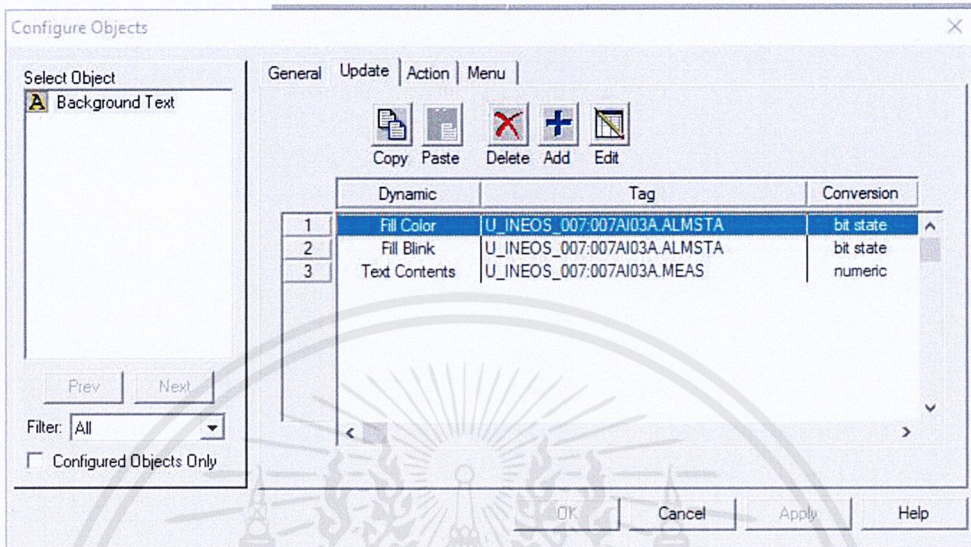 Configure Objects
Select Object
A Background Text
Prev Next
Filter: All
Configured Objects Only
General Update Action Menu
Copy Paste Delete Add Edit
Dynamic Tag Conversion
1 Fill Color U_INEOS_007:007AI03A.ALMSTA bit state
2 Fill Blink U_INEOS_007:007AI03A.ALMSTA bit state
3 Text Contents U_INEOS_007:007AI03A.MEAS numeric
OK Cancel Apply Help